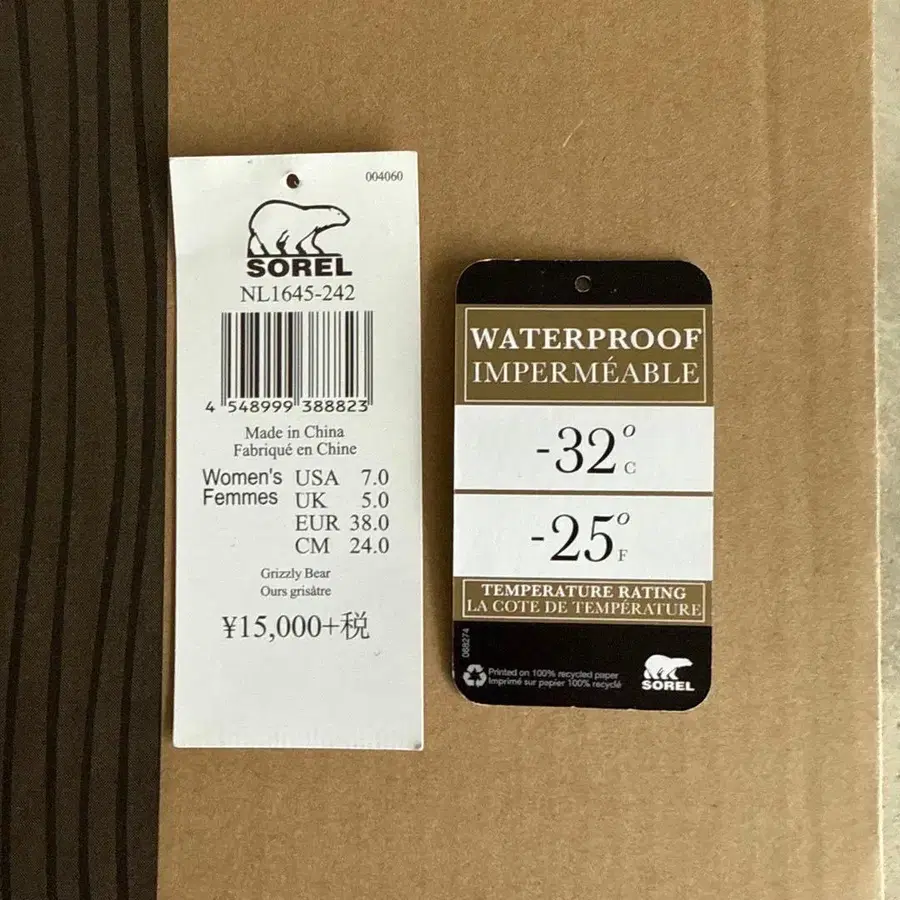 004060
SOREL
NL1645-242
4 548999 388823
Made in China
Fabriqué en Chine
Women's USA 7.0
Femmes UK 5.0
EUR 38.0
CM 24.0
Grizzly Bear
Ours grisâtre
¥15,000+税
WATERPROOF
IMPERMÉABLE
-32°C
-25°F
TEMPERATURE RATING
LA COTE DE TEMPÉRATURE
068274
Printed on 100% recycled paper
Imprimé sur papier 100% recyclé
SOREL